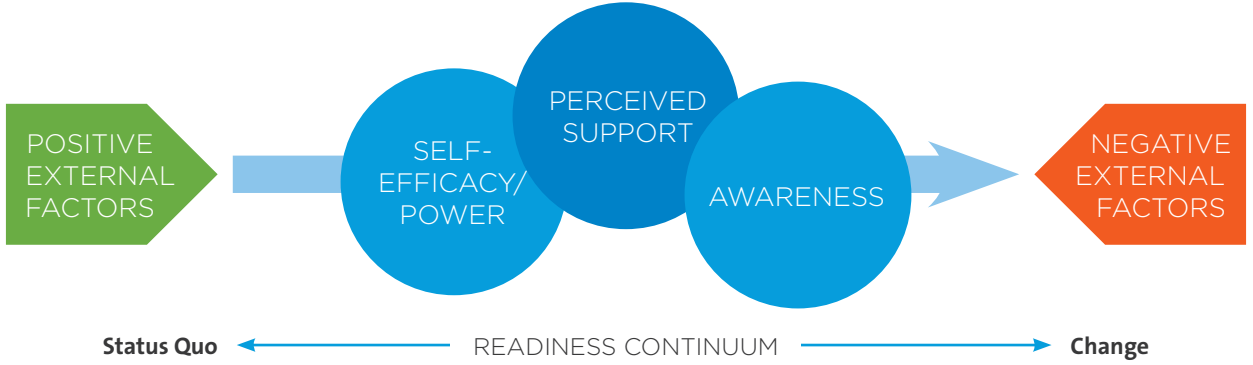 POSITIVE
EXTERNAL
FACTORS
SELF-
EFFICACY/
POWER
PERCEIVED
SUPPORT
AWARENESS
NEGATIVE
EXTERNAL
FACTORS
Status Quo
READINESS CONTINUUM
Change